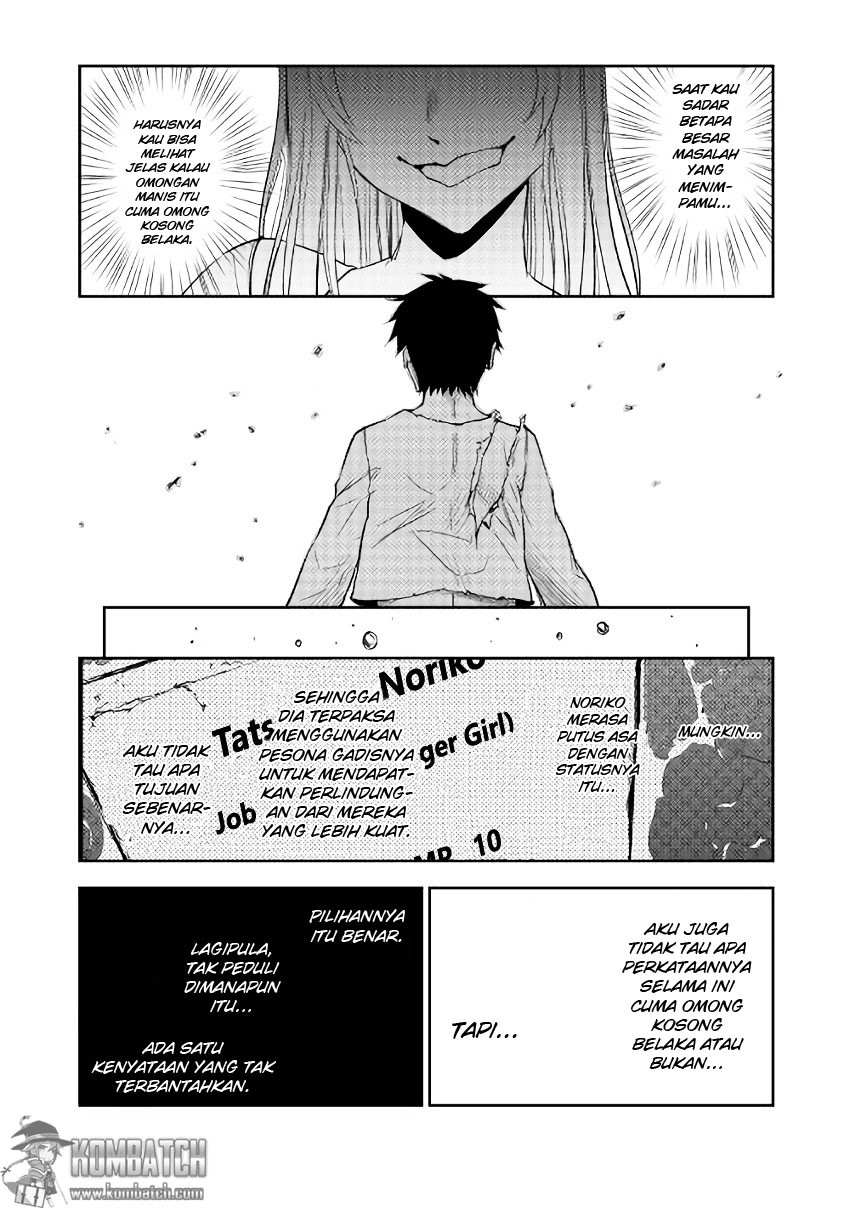 SAAT KAU
SADAR
BETAPA
BESAR
MASALAH
YANG
MENIM-
PAMU...
HARUSNYA
KAU BISA
MELIHAT
JELAS KALAU
OMONGAN
MANIS ITU
CUMA OMONG
KOSONG
BELAKA.
MUNGKIN...
NORIKO
MERASA
PUTUS ASA
DENGAN
STATUSNYA
ITU...
SEHINGGA
DIA TERPAKSA
MENGGUNAKAN
PESONA GADISNYA
UNTUK MENDAPAT-
KAN PERLINDUNG-
AN DARI MEREKA
YANG LEBIH KUAT.
AKU TIDAK
TAU APA
TUJUAN
SEBENAR-
NYA...
Noriko
Tats
ger Girl)
Job
MP 10
AKU JUGA
TIDAK TAU APA
PERKATAANNYA
SELAMA INI
CUMA OMONG
KOSONG
BELAKA ATAU
BUKAN...
TAPI...
PILIHANNYA
ITU BENAR.
LAGIPULA,
TAK PEDULI
DIMANAPUN
ITU...
ADA SATU
KENYATAAN YANG TAK
TERBANTAHKAN.
KOMBATCH
www.kombatch.com